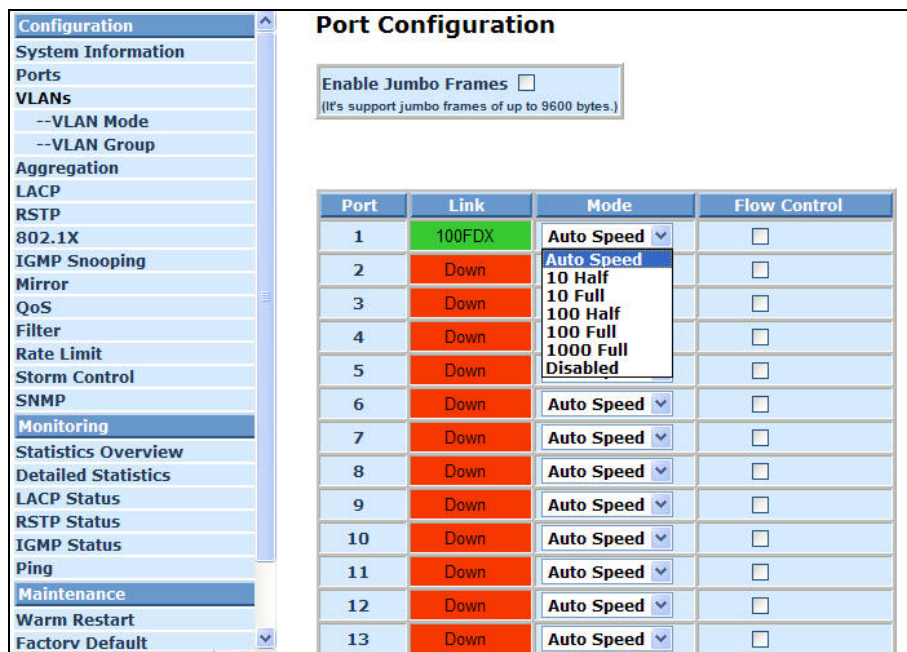 Configuration
System Information
Ports
VLANs
--VLAN Mode
--VLAN Group
Aggregation
LACP
RSTP
802.1X
IGMP Snooping
Mirror
QoS
Filter
Rate Limit
Storm Control
SNMP
Monitoring
Statistics Overview
Detailed Statistics
LACP Status
RSTP Status
IGMP Status
Ping
Maintenance
Warm Restart
Factory Default
Port Configuration
Enable Jumbo Frames
(It's support jumbo frames of up to 9600 bytes.)
Port Link Mode Flow Control
1 100FDX Auto Speed
Auto Speed
10 Half
10 Full
100 Half
100 Full
1000 Full
Disabled
2 Down
3 Down
4 Down
5 Down
6 Down Auto Speed
7 Down Auto Speed
8 Down Auto Speed
9 Down Auto Speed
10 Down Auto Speed
11 Down Auto Speed
12 Down Auto Speed
13 Down Auto Speed